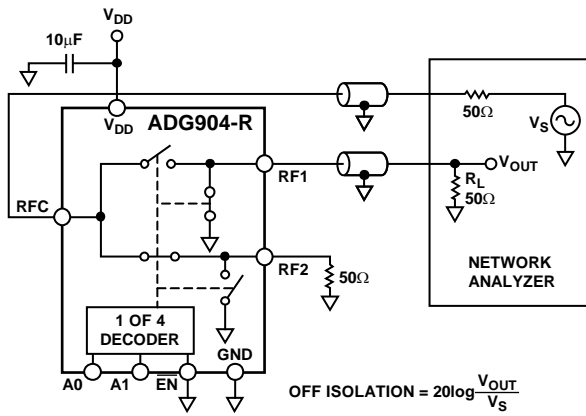 VDD
10µF
VDD
ADG904-R
50Ω
VS
RF1
VOUT
RL
50Ω
RFC
RF2
50Ω
NETWORK
ANALYZER
1 OF 4
DECODER
GND
A0 A1 EN
OFF ISOLATION = 20log VOUT/VS